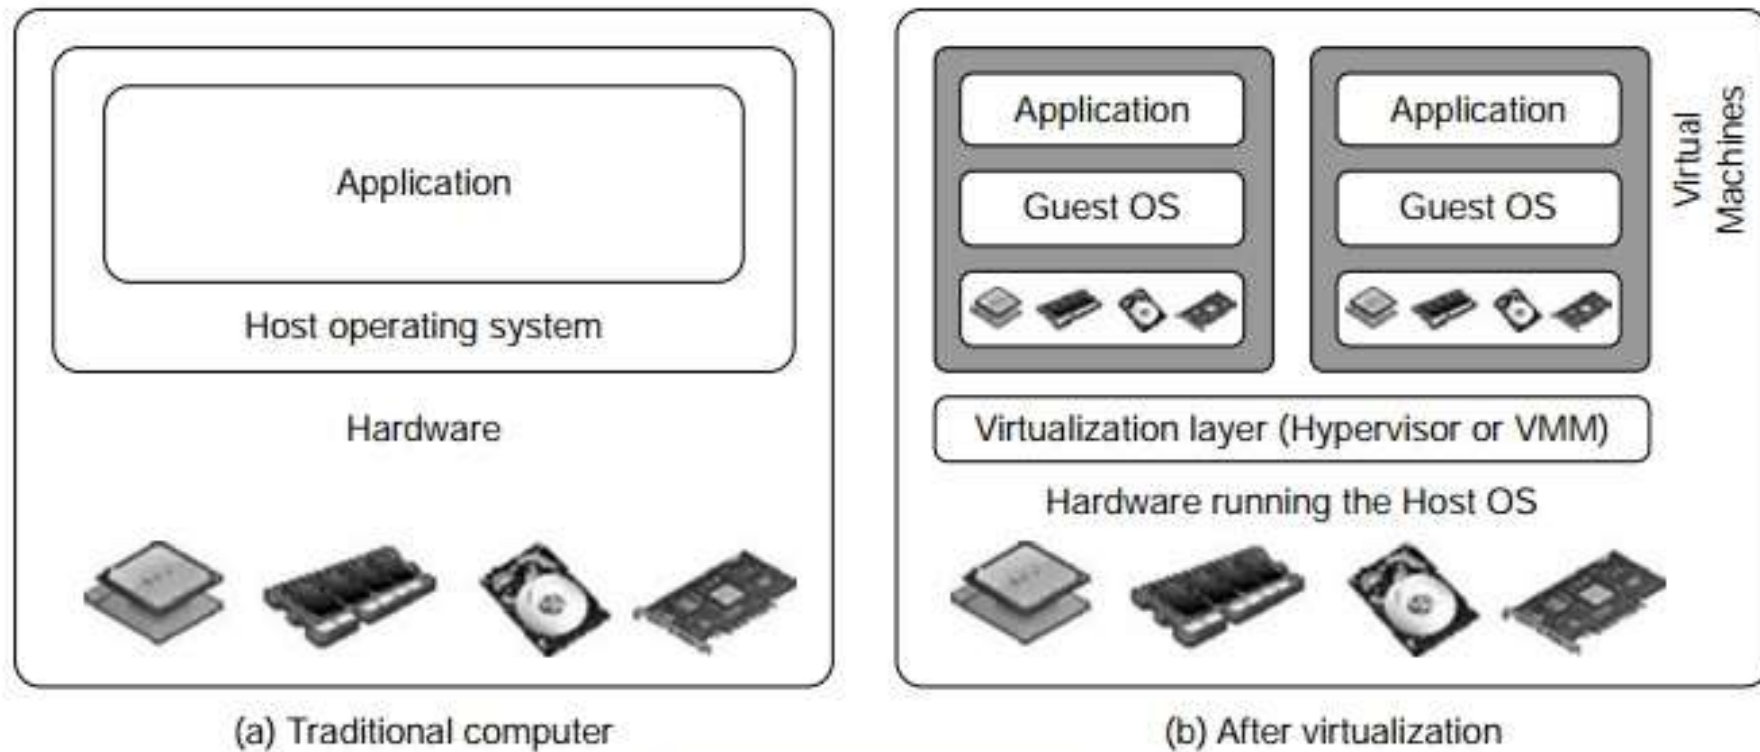 Application
Host operating system
Hardware
(a) Traditional computer
Application
Guest OS
Application
Guest OS
Virtual
Machines
Virtualization layer (Hypervisor or VMM)
Hardware running the Host OS
(b) After virtualization